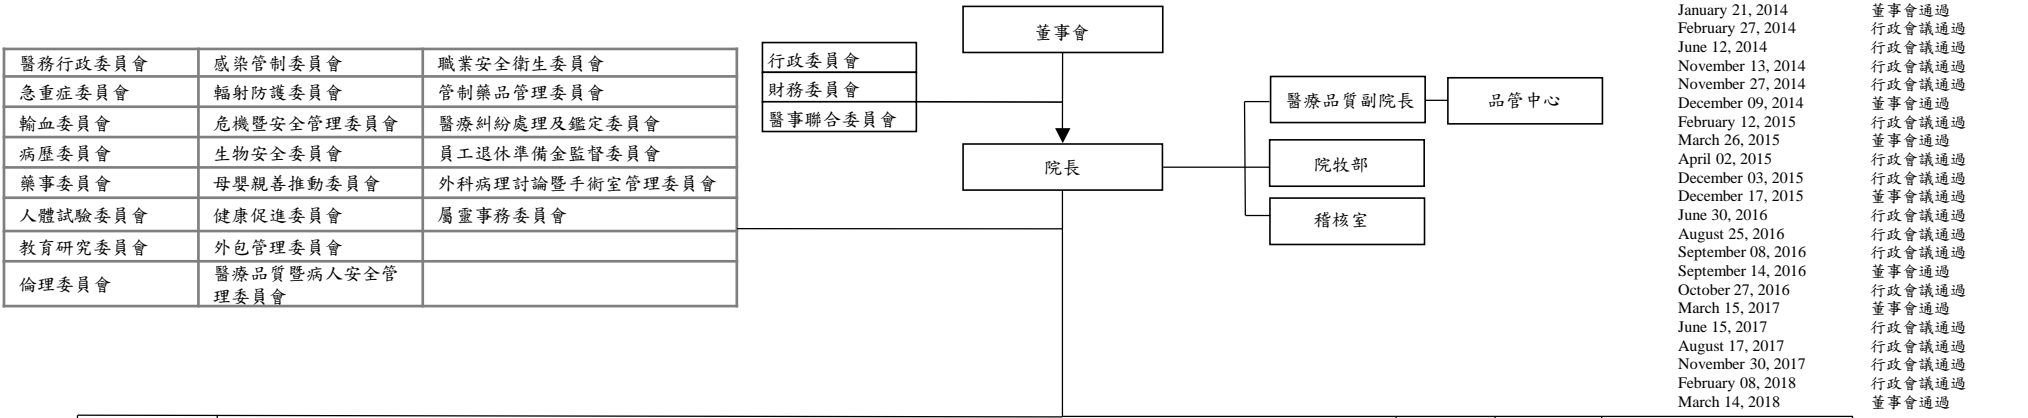 董事會
行政委員會
財務委員會
醫事聯合委員會
醫務行政委員會 感染管制委員會 職業安全衛生委員會
急重症委員會 輻射防護委員會 管制藥品管理委員會
輸血委員會 危機暨安全管理委員會 醫療糾紛處理及鑑定委員會
病歷委員會 生物安全委員會 員工退休準備金監督委員會
藥事委員會 母嬰親善推動委員會 外科病理討論暨手術室管理委員會
人體試驗委員會 健康促進委員會 屬靈事務委員會
教育研究委員會 外包管理委員會
倫理委員會 醫療品質暨病人安全管
理委員會
院長
醫療品質副院長 品管中心
院牧部
稽核室
January 21, 2014 董事會通過
February 27, 2014 行政會議通過
June 12, 2014 行政會議通過
November 13, 2014 行政會議通過
November 27, 2014 行政會議通過
December 09, 2014 董事會通過
February 12, 2015 行政會議通過
March 26, 2015 董事會通過
April 02, 2015 行政會議通過
December 03, 2015 行政會議通過
December 17, 2015 董事會議通過
June 30, 2016 行政會議通過
August 25, 2016 行政會議通過
September 08, 2016 行政會議通過
September 14, 2016 董事會通過
October 27, 2016 行政會議通過
March 15, 2017 董事會通過
June 15, 2017 行政會議通過
August 17, 2017 行政會議通過
November 30, 2017 行政會議通過
February 08, 2018 行政會議通過
March 14, 2018 董事會通過